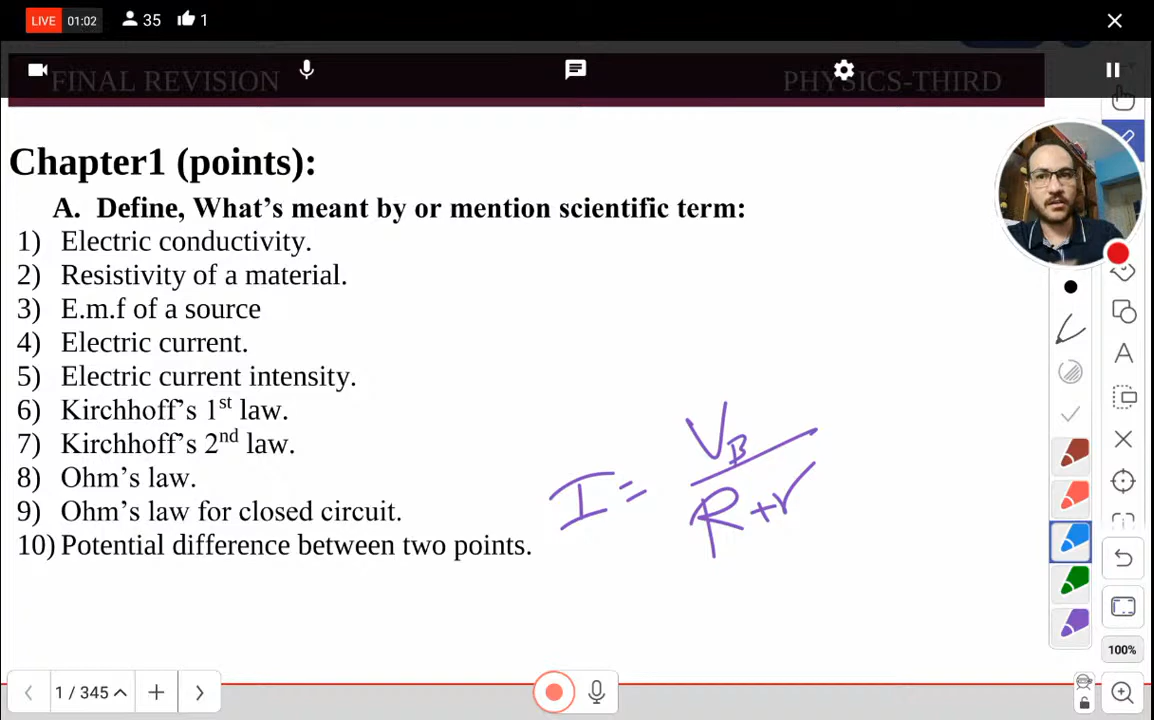 LIVE 01:02 35 1
FINAL REVISION PHYSICS-THIRD
Chapter1 (points):
A. Define, What's meant by or mention scientific term:
1) Electric conductivity.
2) Resistivity of a material.
3) E.m.f of a source
4) Electric current.
5) Electric current intensity.
6) Kirchhoff's 1st law.
7) Kirchhoff's 2nd law.
8) Ohm's law.
9) Ohm's law for closed circuit.
10) Potential difference between two points.
I = V_B / R + r
A
100%
1 / 345